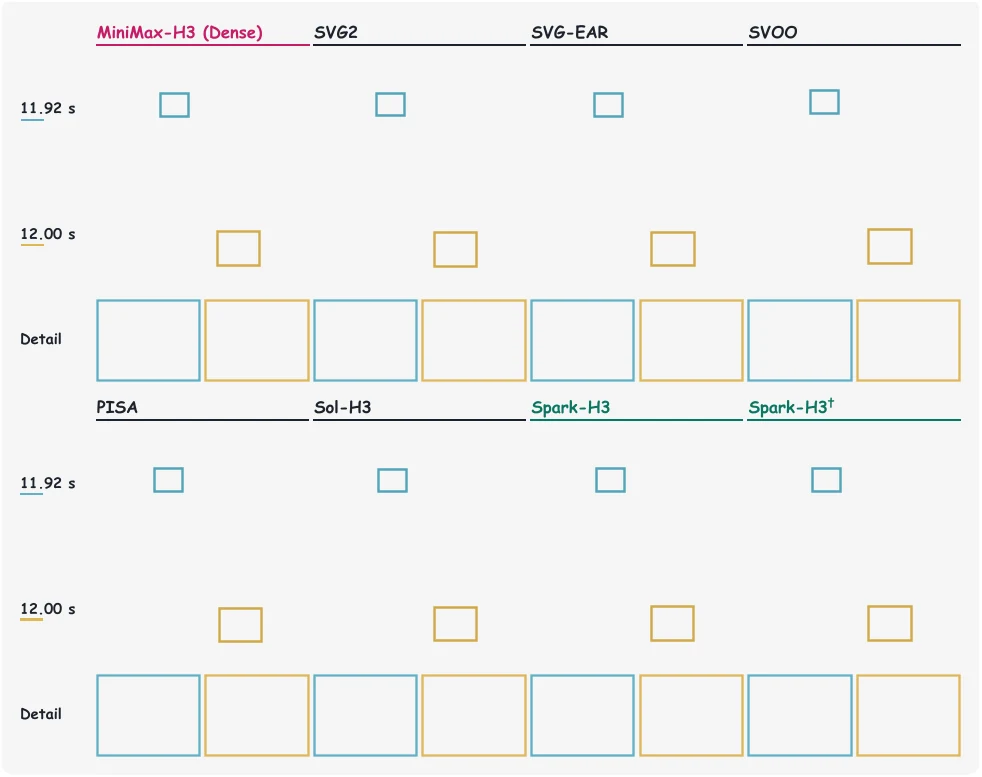 MiniMax-H3 (Dense) SVG2 SVG-EAR SVOO
11.92 s
12.00 s
Detail
PISA Sol-H3 Spark-H3 Spark-H3†
11.92 s
12.00 s
Detail